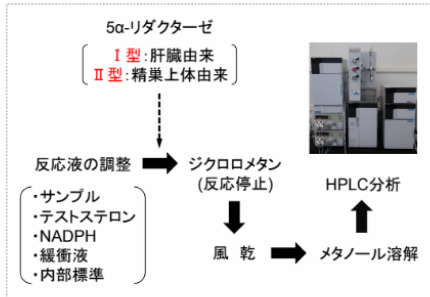 5α-リダクターゼ
Ⅰ型:肝臓由来
Ⅱ型:精巣上体由来
反応液の調整
ジクロロメタン
(反応停止)
HPLC分析
・サンプル
・テストステロン
・NADPH
・緩衝液
・内部標準
風 乾
メタノール溶解